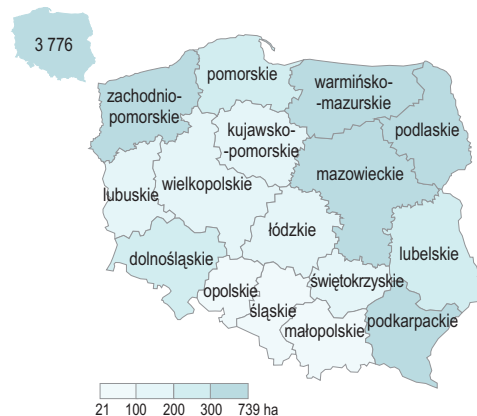 3 776
pomorskie
warmińsko-
-mazurskie
zachodnio-
pomorskie
podlaskie
kujawsko-
-pomorskie
mazowieckie
wielkopolskie
lubuskie
łódzkie
lubelskie
dolnośląskie
świętokrzyskie
opolskie
śląskie
podkarpackie
małopolskie
21 100 200 300 739 ha